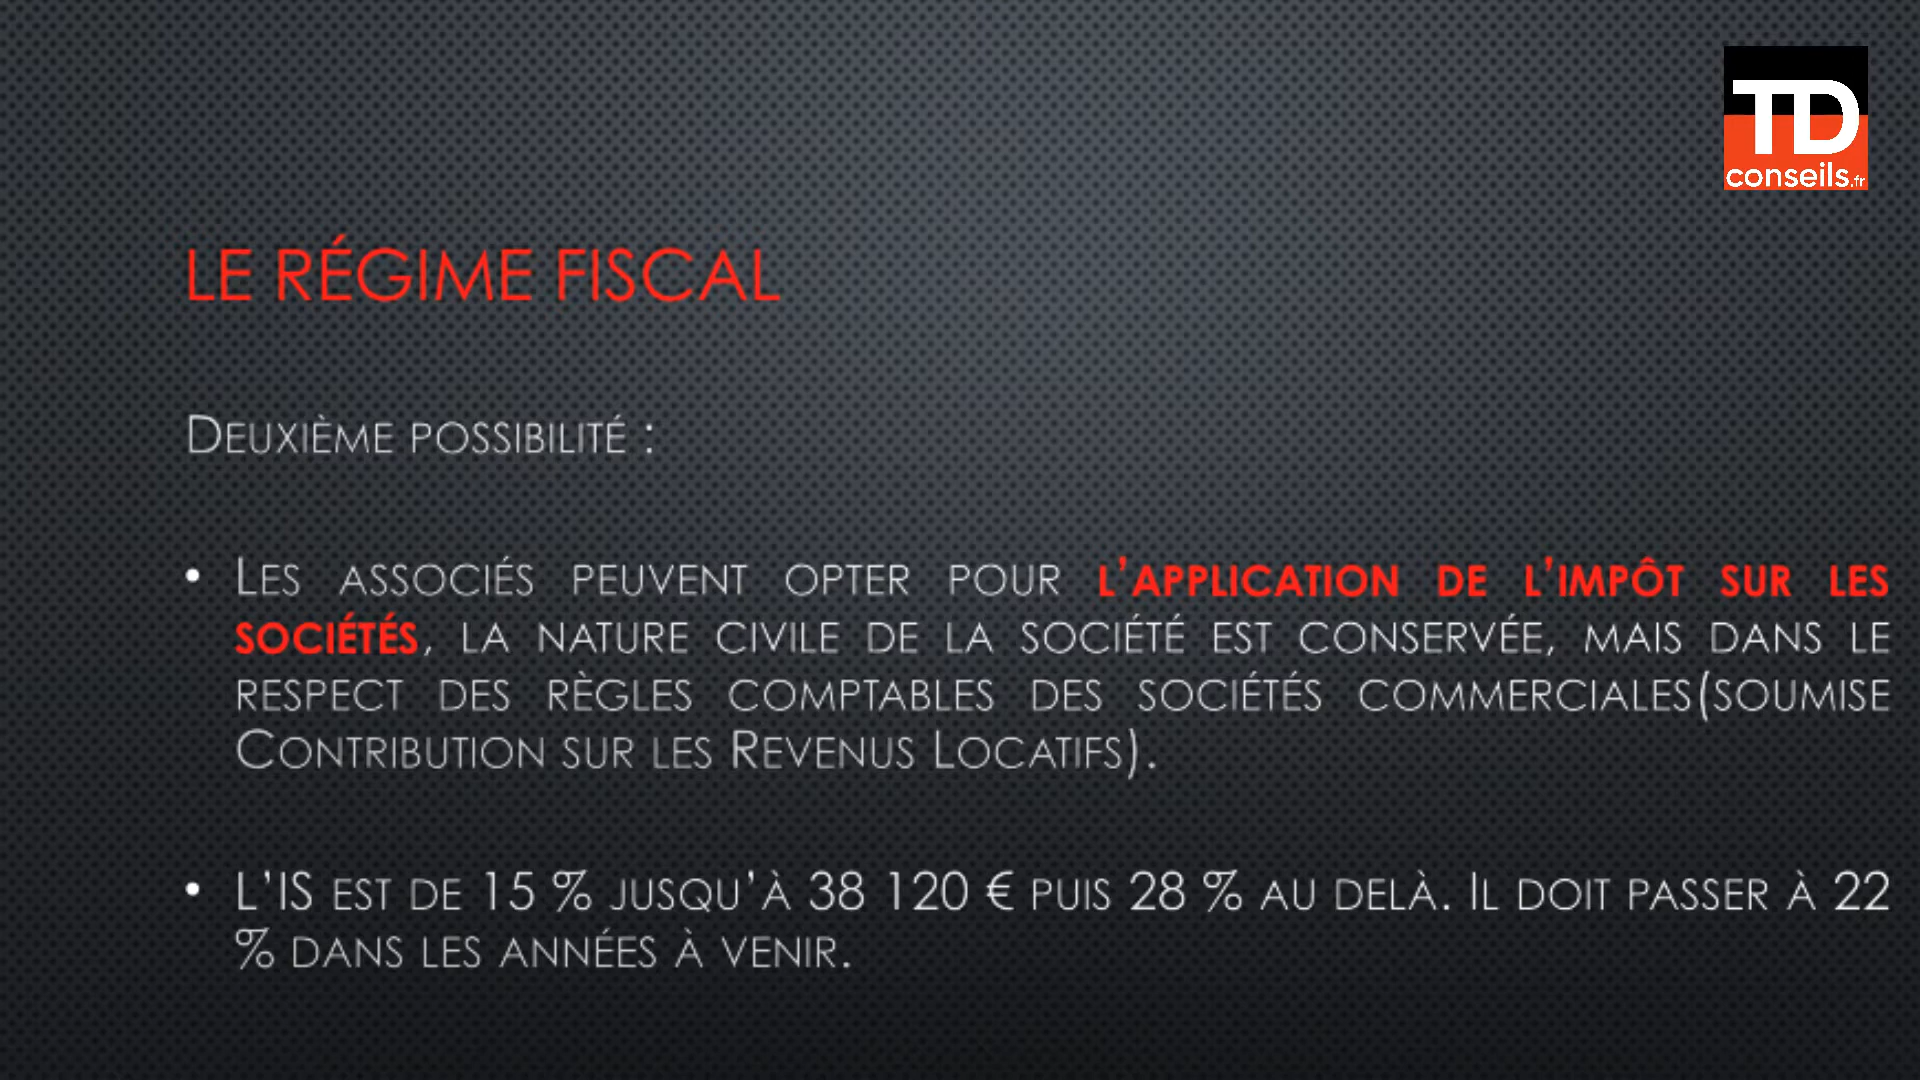 TD
conseils.fr
LE RÉGIME FISCAL
DEUXIÈME POSSIBILITÉ :
• LES ASSOCIÉS PEUVENT OPTER POUR L’APPLICATION DE L’IMPÔT SUR LES
SOCIÉTÉS, LA NATURE CIVILE DE LA SOCIÉTÉ EST CONSERVÉE, MAIS DANS LE
RESPECT DES RÈGLES COMPTABLES DES SOCIÉTÉS COMMERCIALES(SOUMISE
CONTRIBUTION SUR LES REVENUS LOCATIFS).
• L’IS EST DE 15 % JUSQU’À 38 120 € PUIS 28 % AU DELÀ. IL DOIT PASSER À 22
% DANS LES ANNÉES À VENIR.